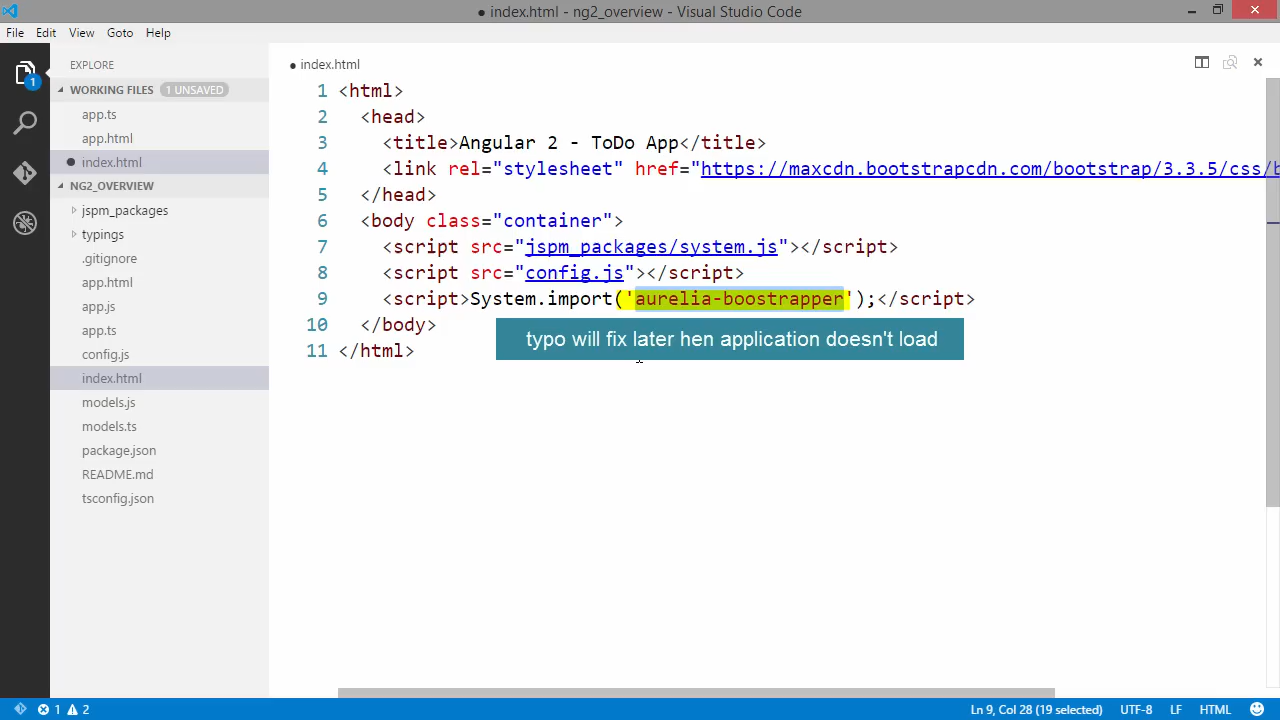 ● index.html - ng2_overview - Visual Studio Code
File Edit View Goto Help
EXPLORE
WORKING FILES 1 UNSAVED
app.ts
app.html
index.html
NG2_OVERVIEW
jspm_packages
typings
.gitignore
app.html
app.js
app.ts
config.js
index.html
models.js
models.ts
package.json
README.md
tsconfig.json
1
● index.html
1 <html>
2 <head>
3 <title>Angular 2 - ToDo App</title>
4 <link rel="stylesheet" href="https://maxcdn.bootstrapcdn.com/bootstrap/3.3.5/css/b
5 </head>
6 <body class="container">
7 <script src="jspm_packages/system.js"></script>
8 <script src="config.js"></script>
9 <script>System.import('aurelia-boostrapper');</script>
10 </body>
11 </html>
typo will fix later hen application doesn't load
1 2 Ln 9, Col 28 (19 selected) UTF-8 LF HTML